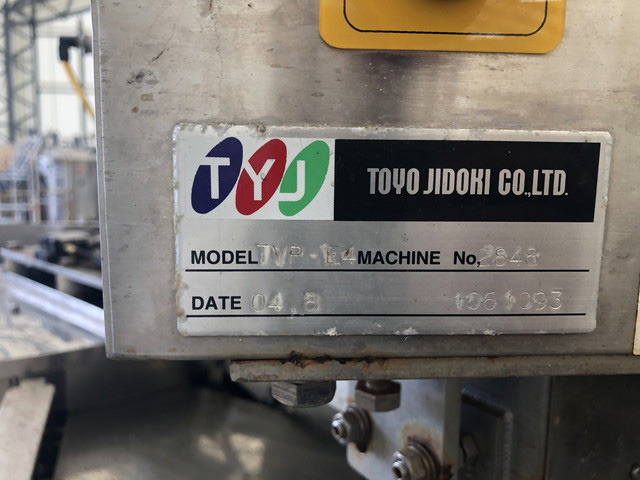 TYJ
TOYO JIDOKI CO.,LTD.
MODEL TVP-E4 MACHINE No, 2848
DATE 04,8